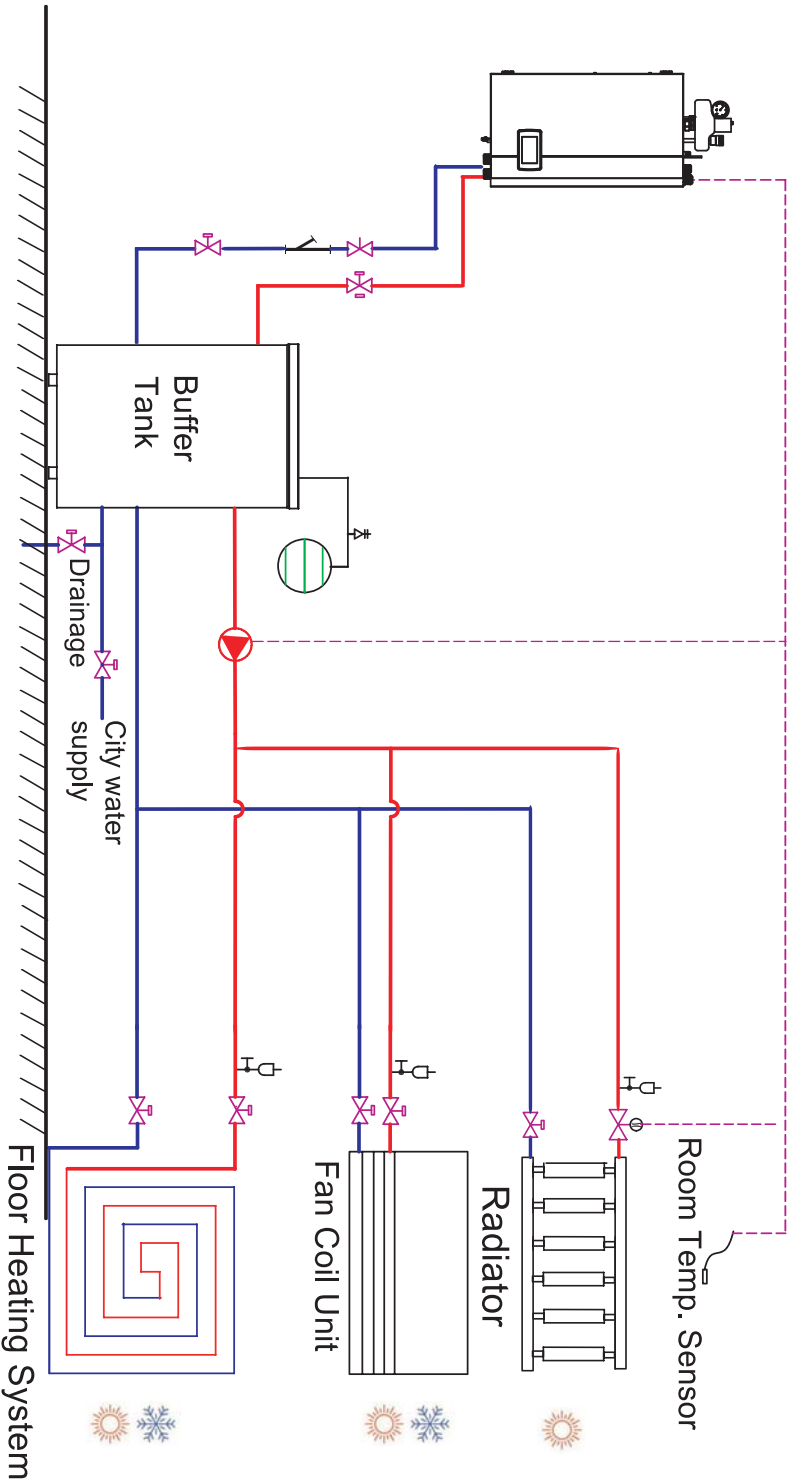 Buffer
Tank
Drainage
City water
supply
Room Temp. Sensor
Radiator
Fan Coil Unit
Floor Heating System